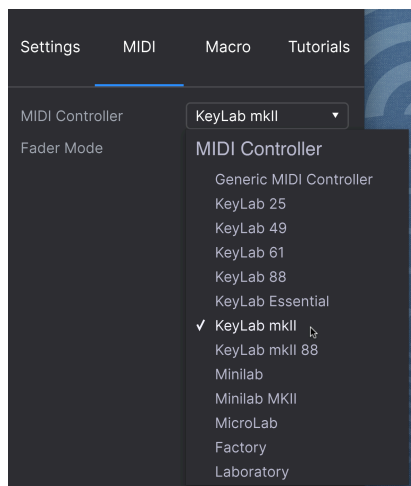 Settings MIDI Macro Tutorials
MIDI Controller KeyLab mkII ▼
Fader Mode
MIDI Controller
Generic MIDI Controller
KeyLab 25
KeyLab 49
KeyLab 61
KeyLab 88
KeyLab Essential
✓ KeyLab mkII
KeyLab mkII 88
Minilab
Minilab MKII
MicroLab
Factory
Laboratory